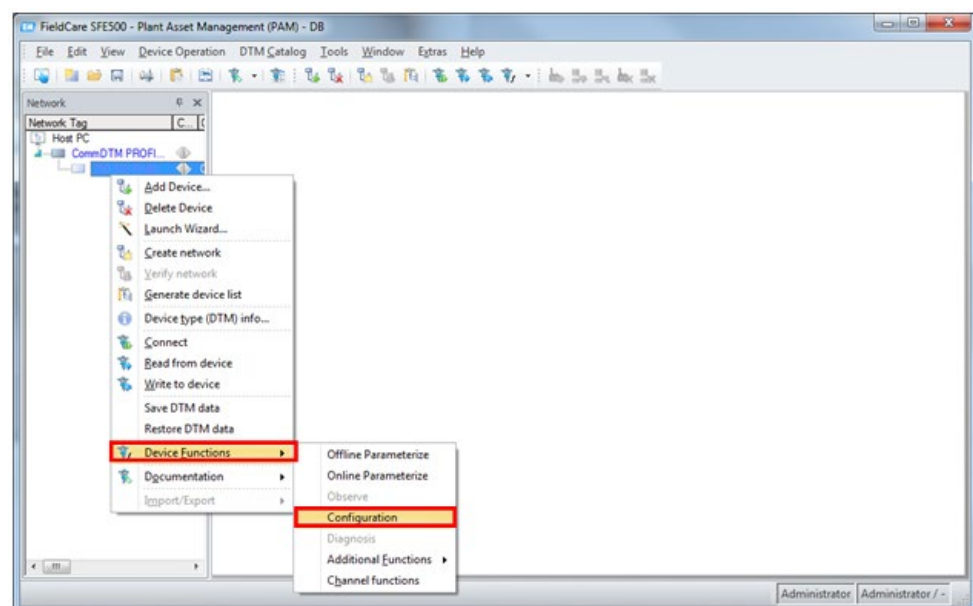 FieldCare SFE500 - Plant Asset Management (PAM) - DB
File Edit View Device Operation DTM Catalog Tools Window Extras Help
Network
Network Tag C...
Host PC
CommDTM PROFI...
Add Device...
Delete Device
Launch Wizard...
Create network
Verify network
Generate device list
Device type (DTM) info...
Connect
Read from device
Write to device
Save DTM data
Restore DTM data
Device Functions
Documentation
Import/Export
Offline Parameterize
Online Parameterize
Observe
Configuration
Diagnosis
Additional Functions
Channel functions
Administrator Administrator / -